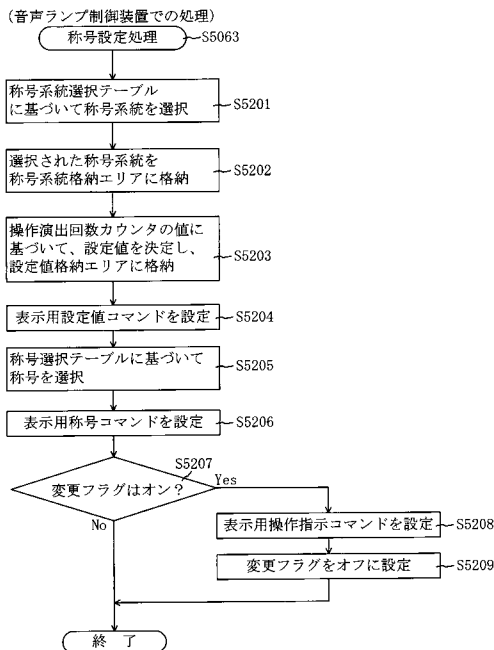 (音声ランプ制御装置での処理)
称号設定処理
S5063
称号系統選択テーブル
に基づいて称号系統を選択
S5201
選択された称号系統を
称号系統格納エリアに格納
S5202
操作演出回数カウンタの値に
基づいて、設定値を決定し、
設定値格納エリアに格納
S5203
表示用設定値コマンドを設定
S5204
称号選択テーブルに基づいて
称号を選択
S5205
表示用称号コマンドを設定
S5206
S5207
変更フラグはオン?
Yes
No
表示用操作指示コマンドを設定
S5208
変更フラグをオフに設定
S5209
終 了